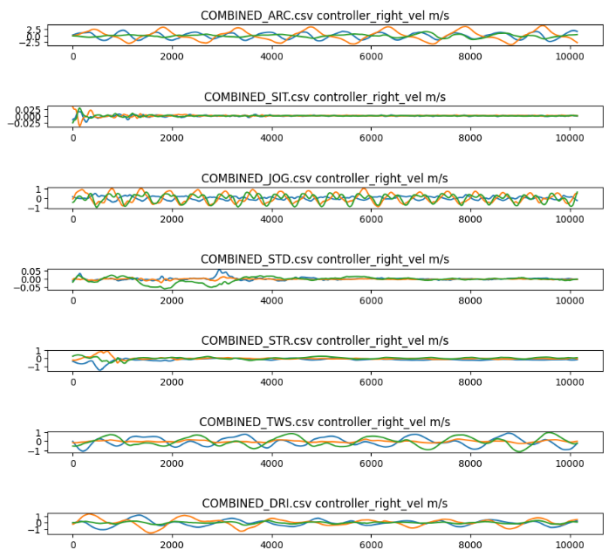 COMBINED_ARC.csv controller_right_vel m/s
2.5
0.0
−2.5
0 2000 4000 6000 8000 10000
COMBINED_SIT.csv controller_right_vel m/s
0.025
0.000
−0.025
0 2000 4000 6000 8000 10000
COMBINED_JOG.csv controller_right_vel m/s
1
0
−1
0 2000 4000 6000 8000 10000
COMBINED_STD.csv controller_right_vel m/s
0.05
0.00
−0.05
0 2000 4000 6000 8000 10000
COMBINED_STR.csv controller_right_vel m/s
1
0
−1
0 2000 4000 6000 8000 10000
COMBINED_TWS.csv controller_right_vel m/s
1
0
−1
0 2000 4000 6000 8000 10000
COMBINED_DRI.csv controller_right_vel m/s
1
0
−1
0 2000 4000 6000 8000 10000